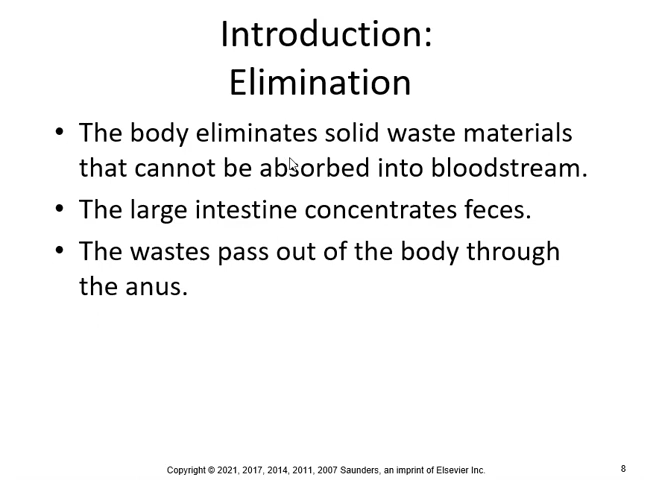 Introduction:
Elimination
• The body eliminates solid waste materials
that cannot be absorbed into bloodstream.
• The large intestine concentrates feces.
• The wastes pass out of the body through
the anus.
Copyright © 2021, 2017, 2014, 2011, 2007 Saunders, an imprint of Elsevier Inc.
8